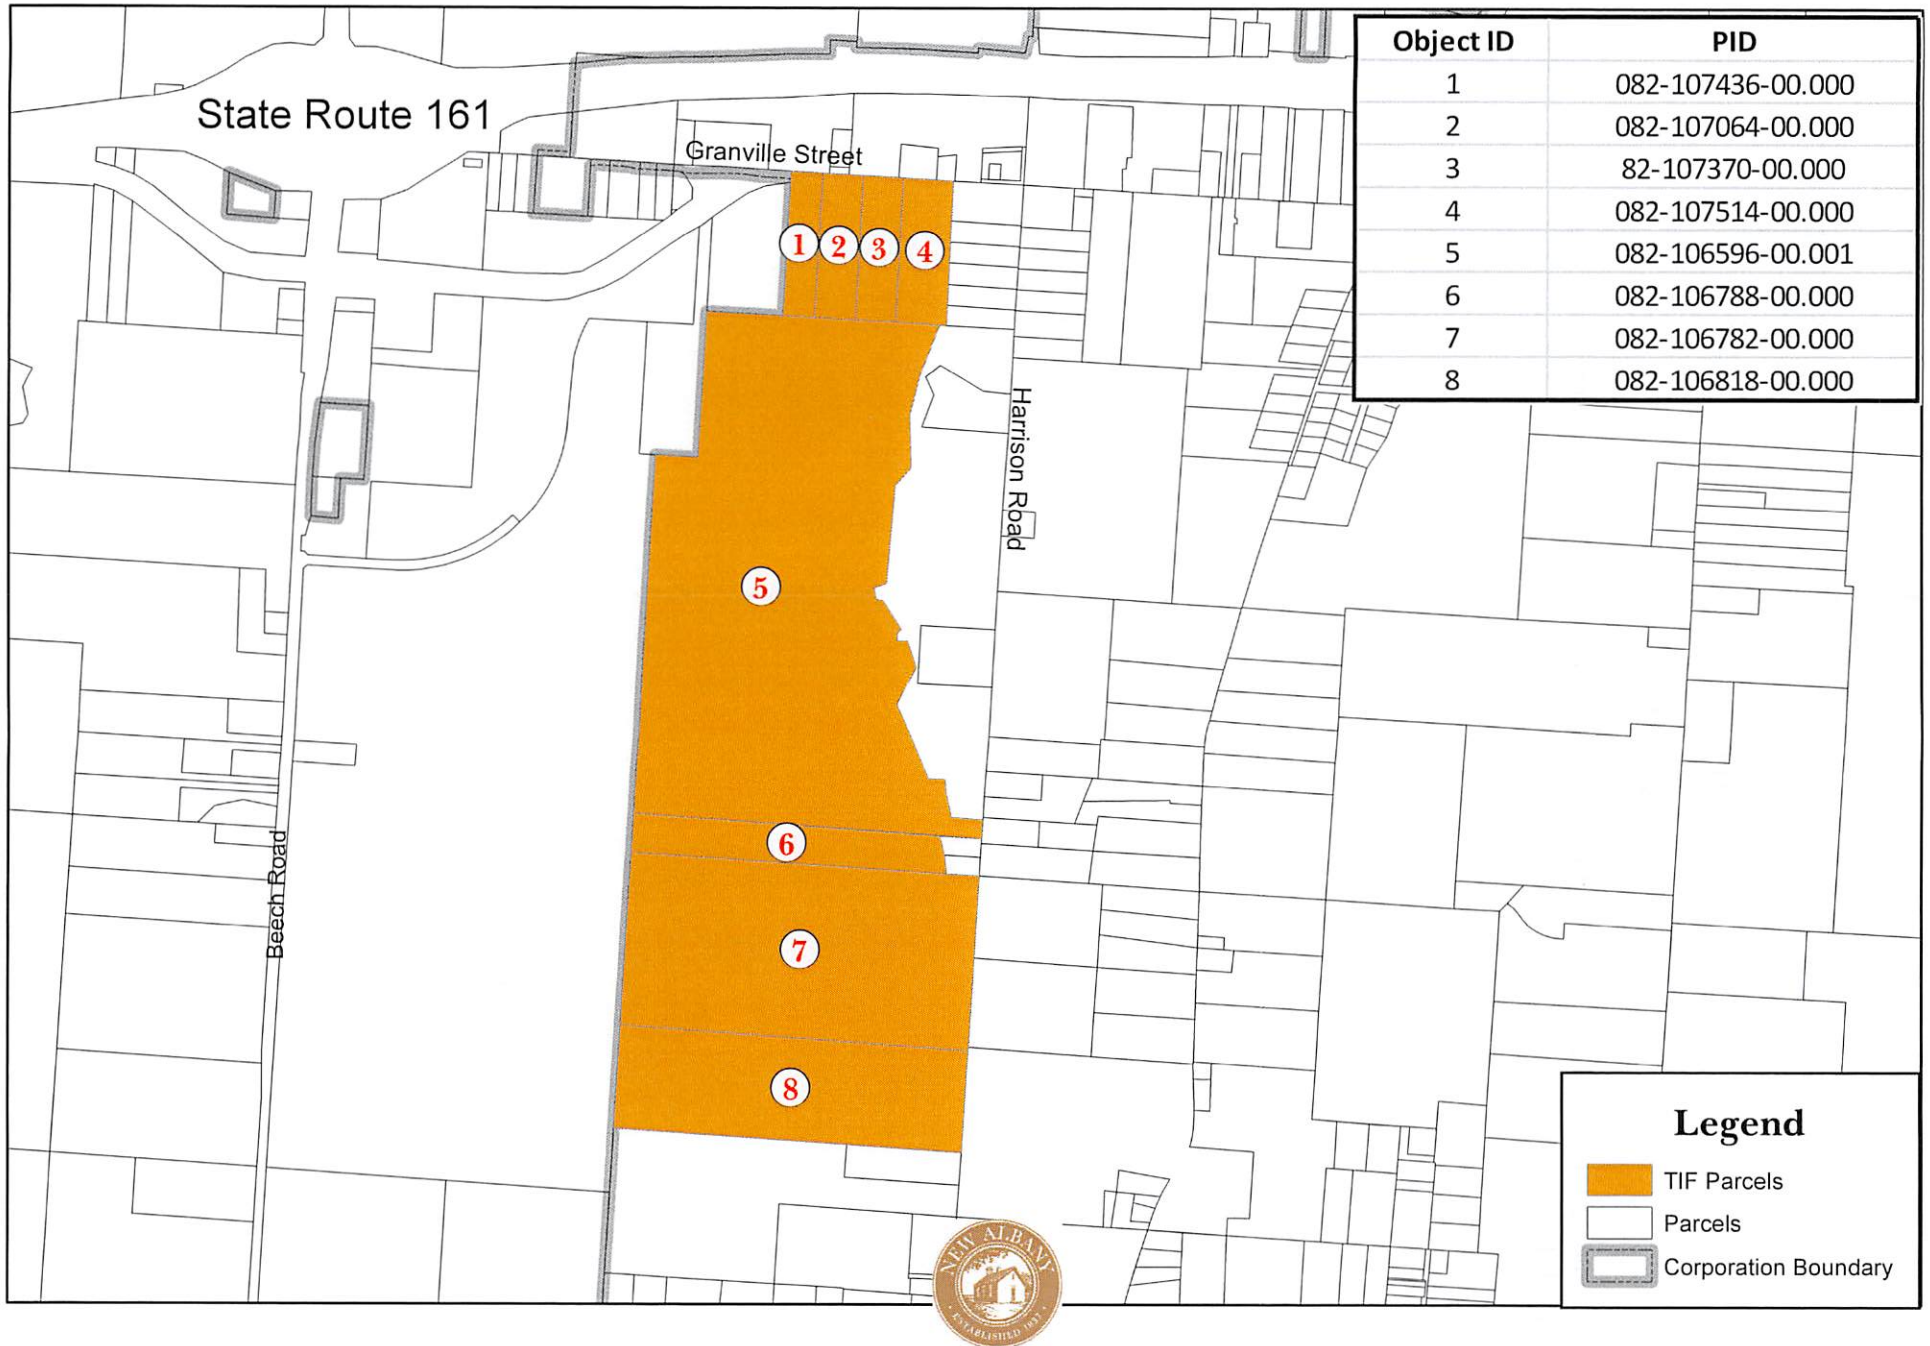 Object ID PID
1 082-107436-00.000
2 082-107064-00.000
3 82-107370-00.000
4 082-107514-00.000
5 082-106596-00.001
6 082-106788-00.000
7 082-106782-00.000
8 082-106818-00.000
State Route 161
Granville Street
1 2 3 4
Harrison Road
5
6
Beech Road
7
8
Legend
TIF Parcels
Parcels
Corporation Boundary
NEW ALBANY
ESTABLISHED 1837